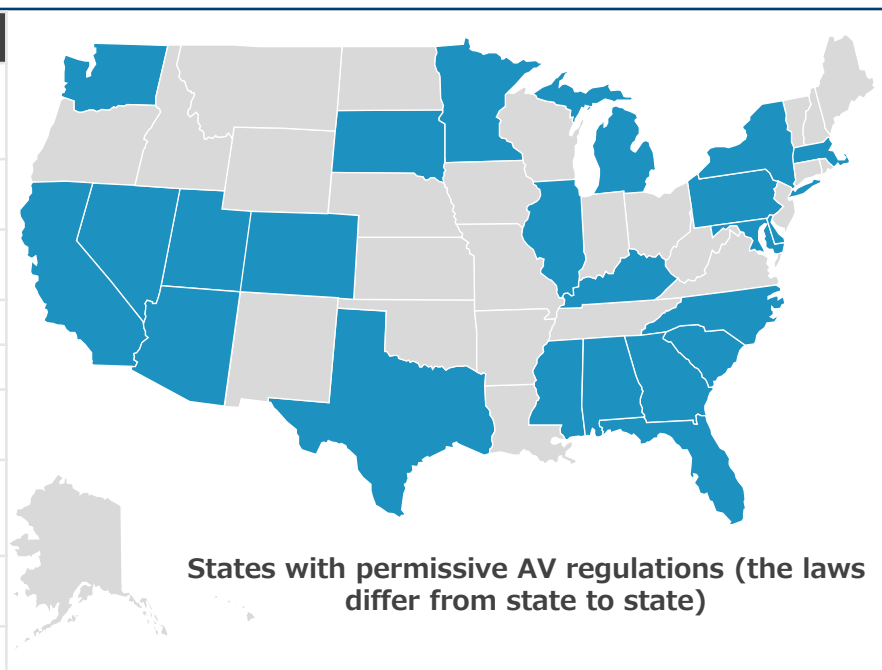 States with permissive AV regulations (the laws
differ from state to state)